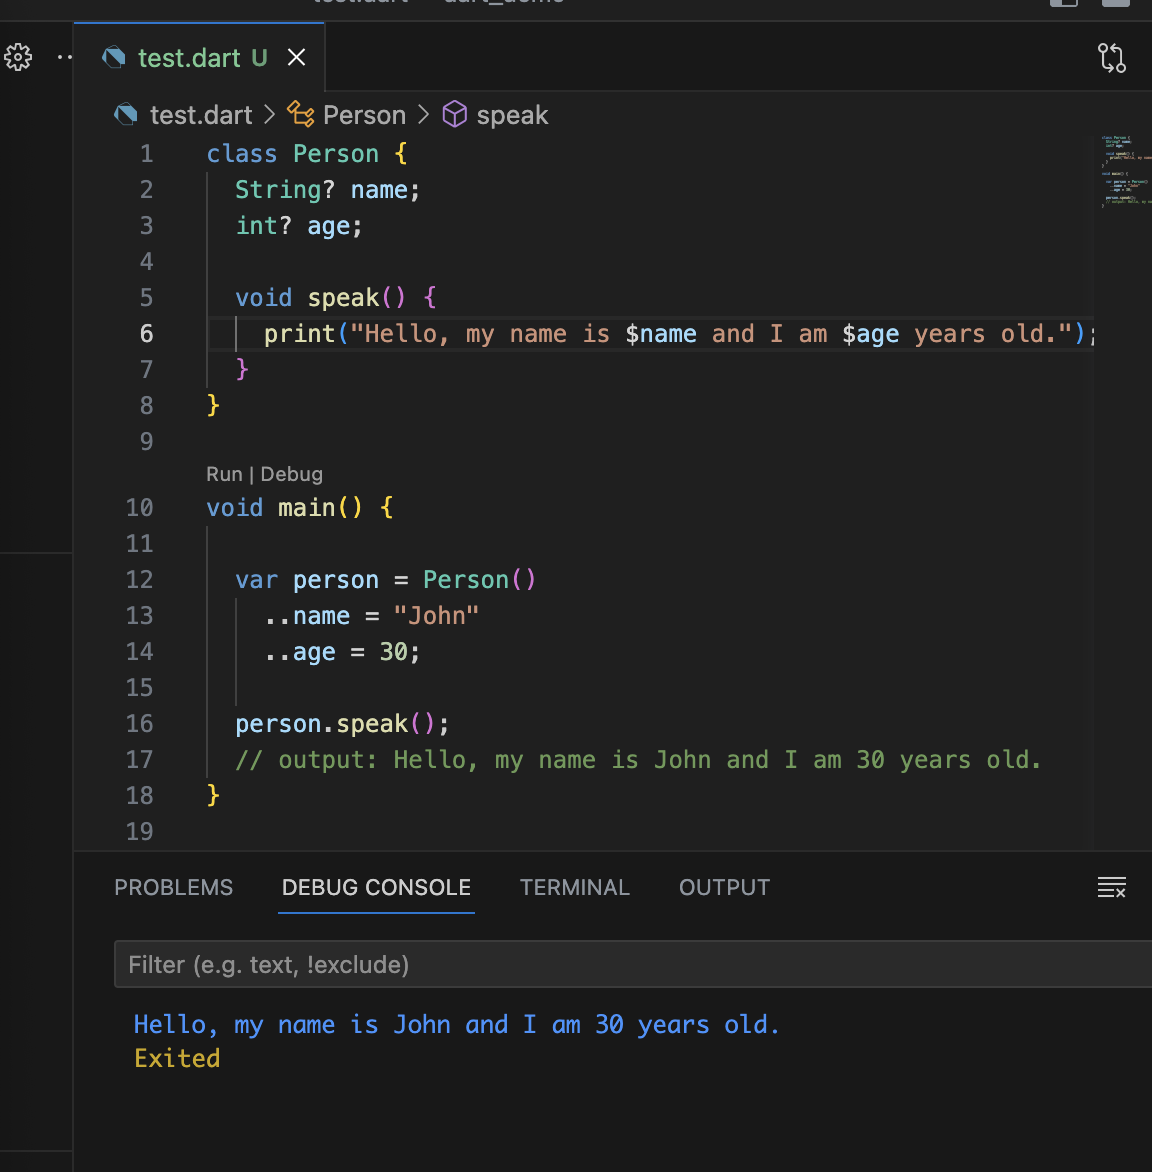 test.dart U
test.dart > Person > speak
1 class Person {
2 String? name;
3 int? age;
4
5 void speak() {
6 print("Hello, my name is $name and I am $age years old.");
7 }
8 }
9
Run | Debug
10 void main() {
11
12 var person = Person()
13 ..name = "John"
14 ..age = 30;
15
16 person.speak();
17 // output: Hello, my name is John and I am 30 years old.
18 }
19
PROBLEMS DEBUG CONSOLE TERMINAL OUTPUT
Filter (e.g. text, !exclude)
Hello, my name is John and I am 30 years old.
Exited